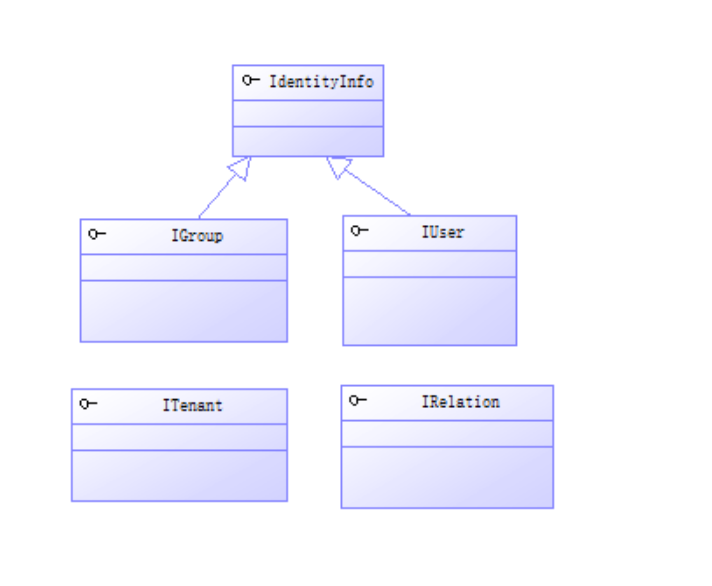 IdentityInfo
IGroup
IUser
ITenant
IRelation